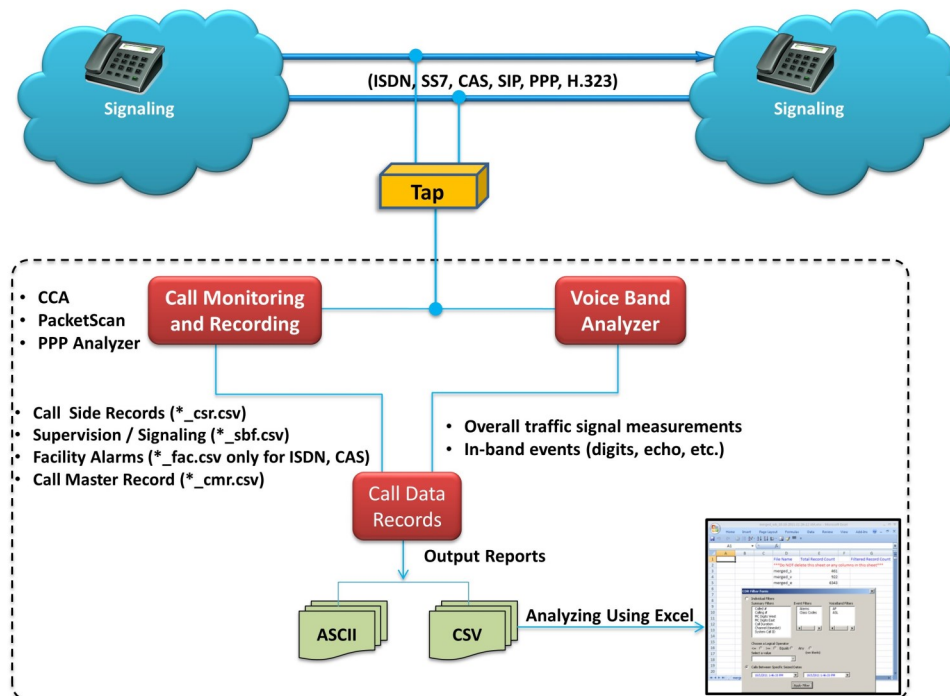 Signaling
(ISDN, SS7, CAS, SIP, PPP, H.323)
Signaling
Tap
• CCA
• PacketScan
• PPP Analyzer
Call Monitoring
and Recording
Voice Band
Analyzer
• Call Side Records (*_csr.csv)
• Supervision / Signaling (*_sbf.csv)
• Facility Alarms (*_fac.csv only for ISDN, CAS)
• Call Master Record (*_cmr.csv)
• Overall traffic signal measurements
• In-band events (digits, echo, etc.)
Call Data
Records
Output Reports
ASCII
CSV
Analyzing Using Excel
File Name Total Record Count Filtered Record Count
Apply Filter